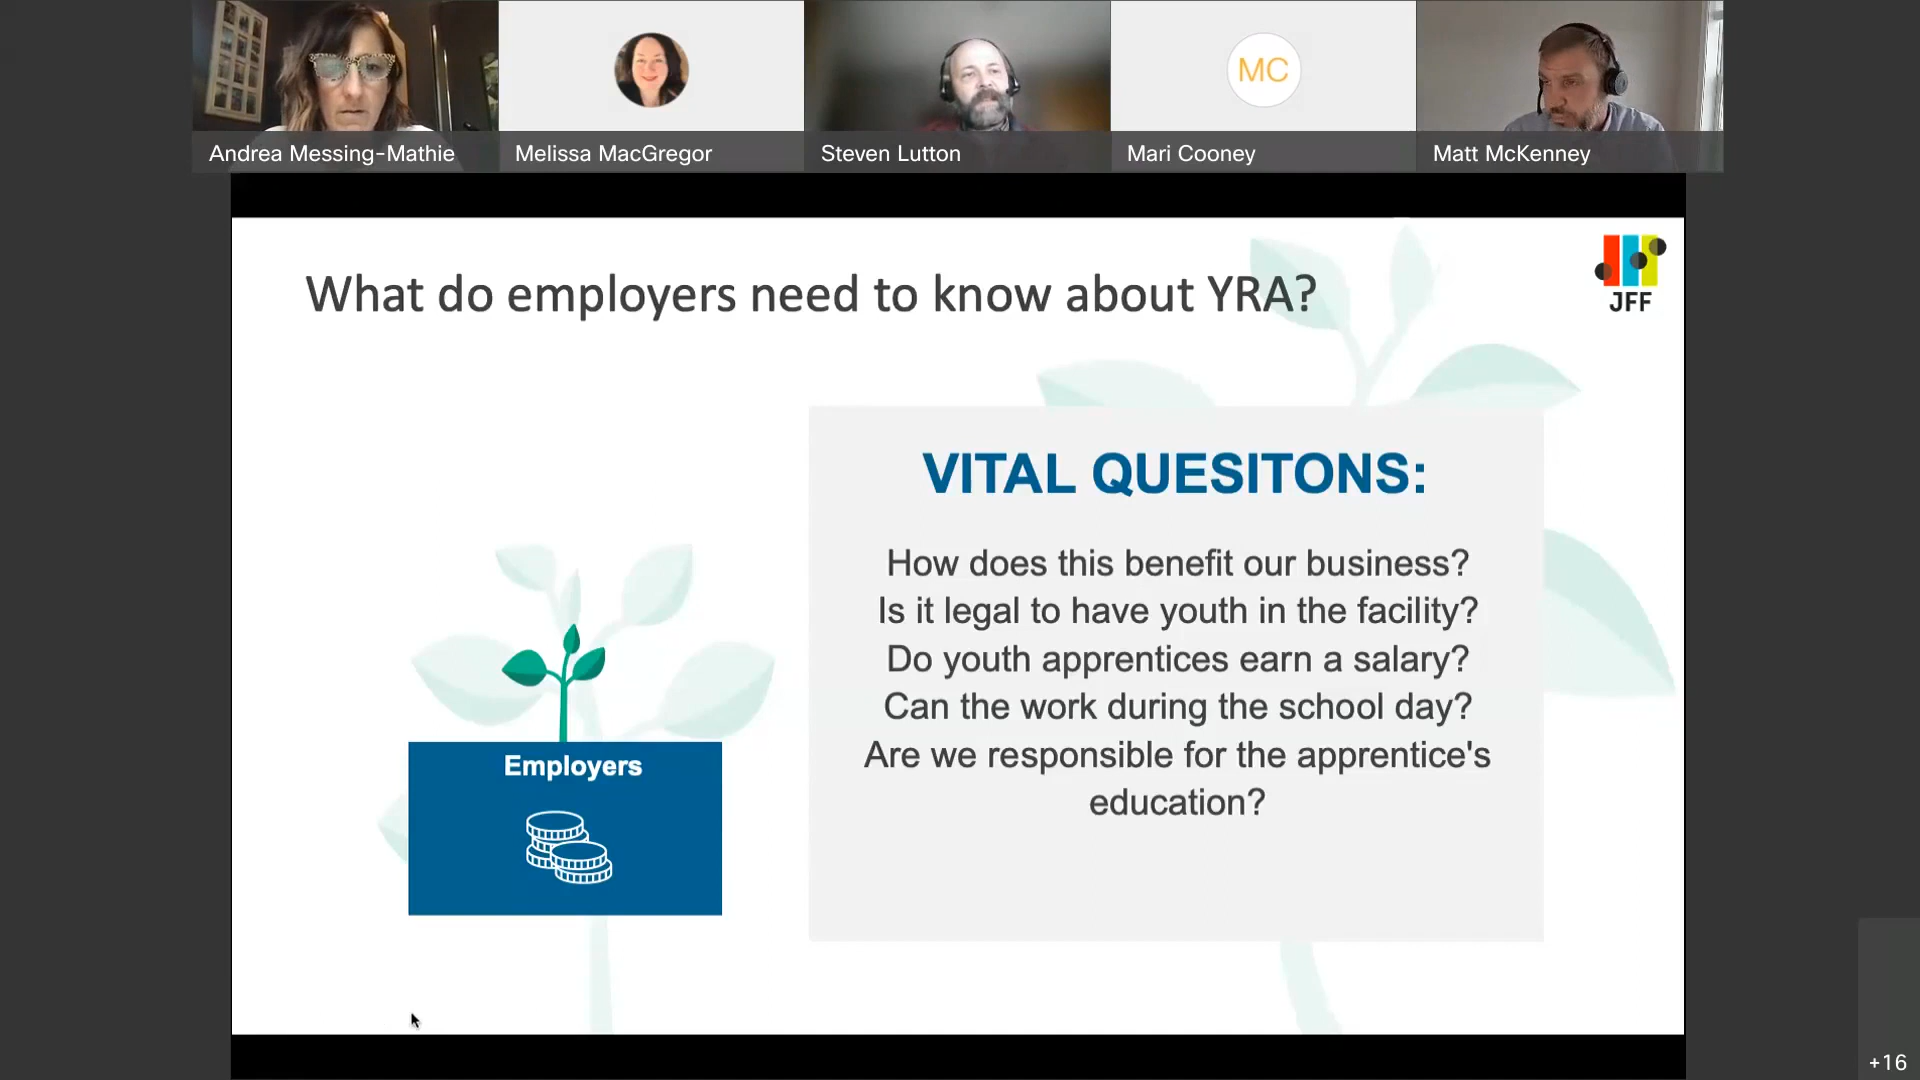 Andrea Messing-Mathie
Melissa MacGregor
Steven Lutton
MC
Mari Cooney
Matt McKenney
What do employers need to know about YRA?
JFF
VITAL QUESITONS:
How does this benefit our business?
Is it legal to have youth in the facility?
Do youth apprentices earn a salary?
Can the work during the school day?
Are we responsible for the apprentice's
education?
Employers
+16